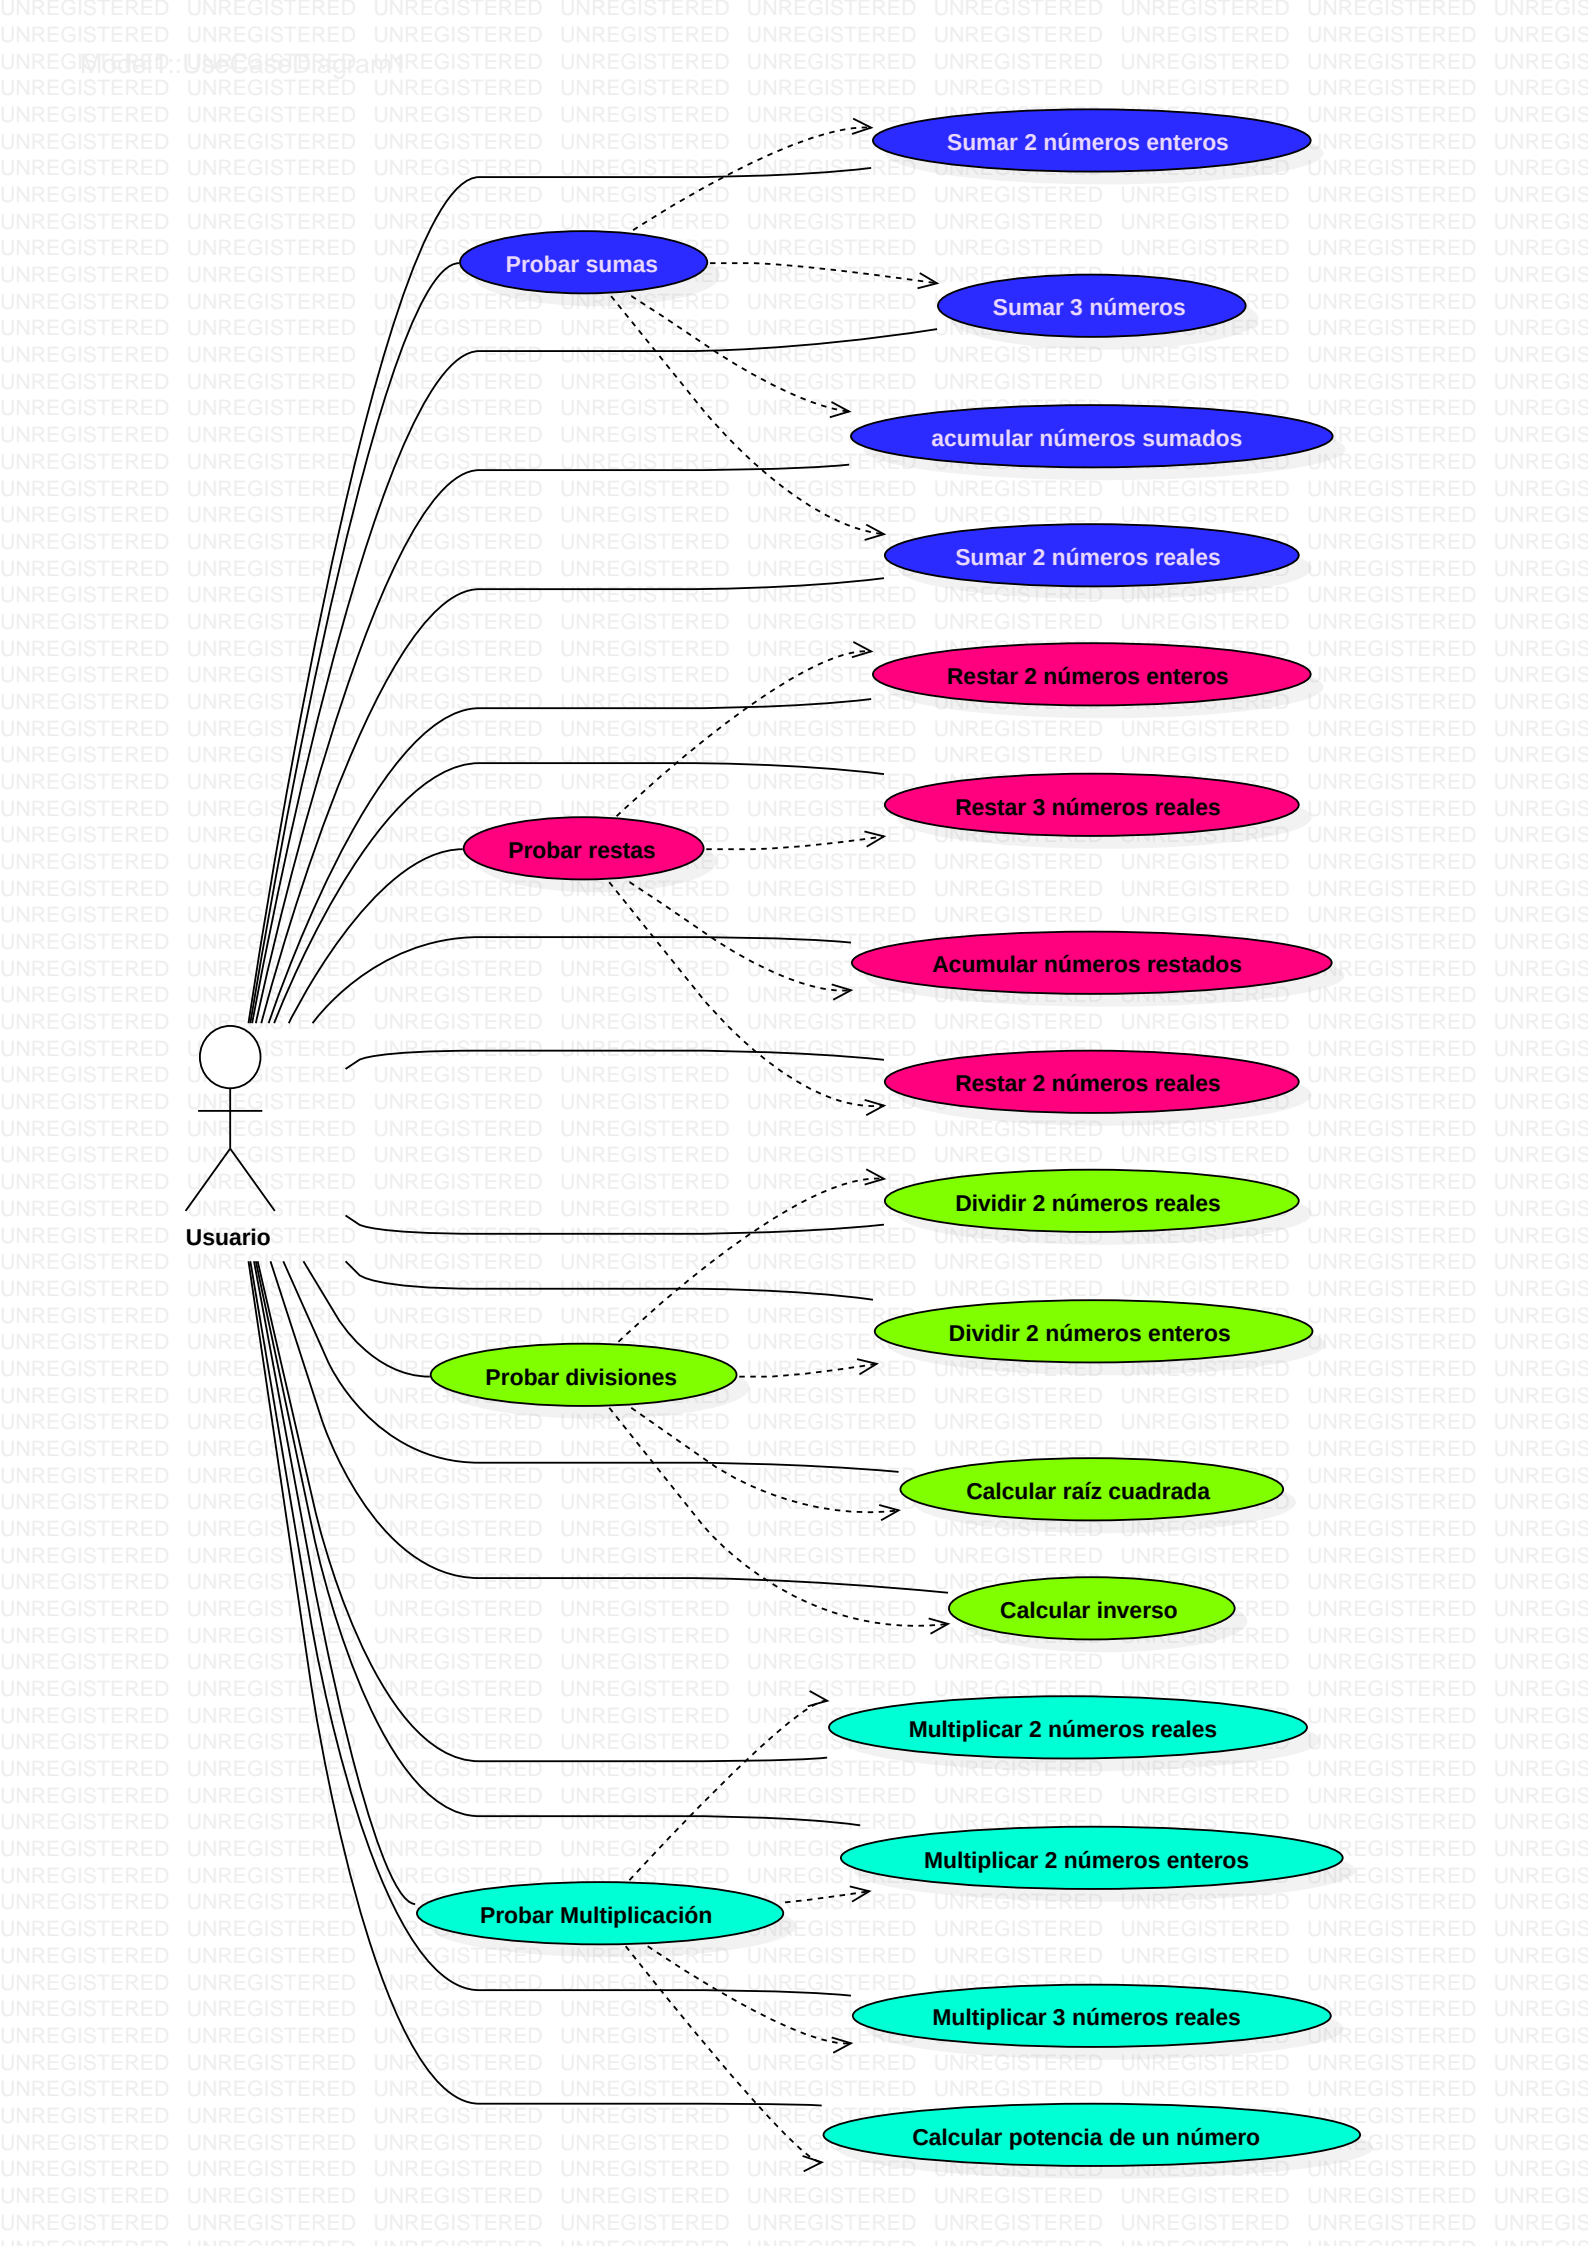 Model1::UseCaseDiagram1
Sumar 2 números enteros
Probar sumas
Sumar 3 números
acumular números sumados
Sumar 2 números reales
Restar 2 números enteros
Restar 3 números reales
Probar restas
Acumular números restados
Restar 2 números reales
Dividir 2 números reales
Usuario
Dividir 2 números enteros
Probar divisiones
Calcular raíz cuadrada
Calcular inverso
Multiplicar 2 números reales
Multiplicar 2 números enteros
Probar Multiplicación
Multiplicar 3 números reales
Calcular potencia de un número
UNREGISTERED